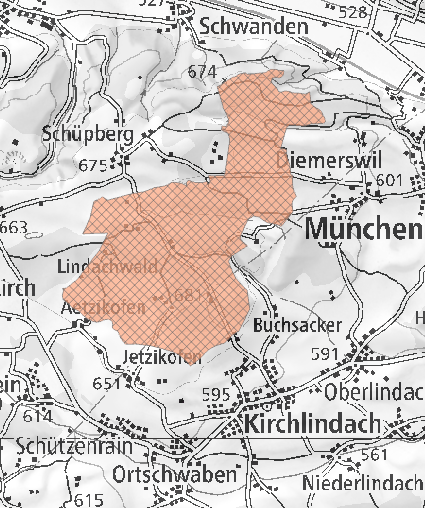 527
528
Schwanden
674
Schüpberg
675
Diemerswil
601
663
München
Lindachwald
irch
681
Aetzikofen
Buchsacker
H
Jetzikofen
591
651
ein
595
Oberlindac
614
Kirchlindach
Schützenrain
561
Ortschwaben
Niederlindach
615